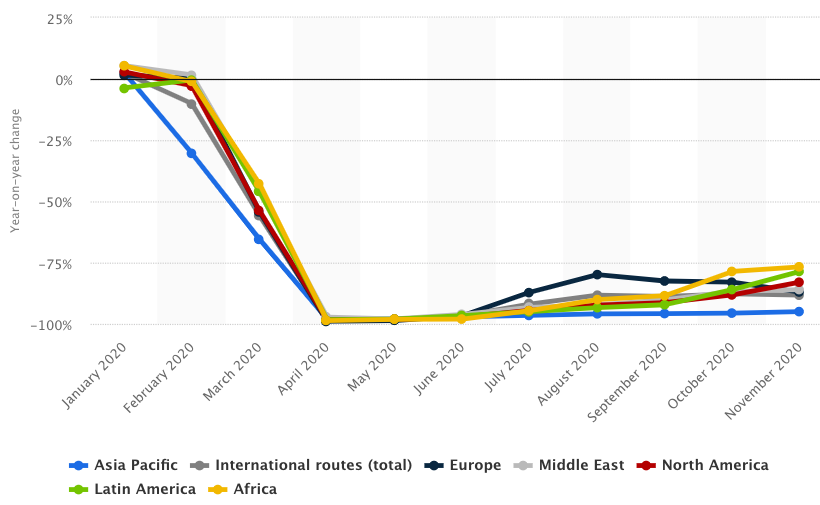 25%
0%
−25%
−50%
−75%
−100%
Year-on-year change
January 2020
February 2020
March 2020
April 2020
May 2020
June 2020
July 2020
August 2020
September 2020
October 2020
November 2020
Asia Pacific International routes (total) Europe Middle East North America
Latin America Africa